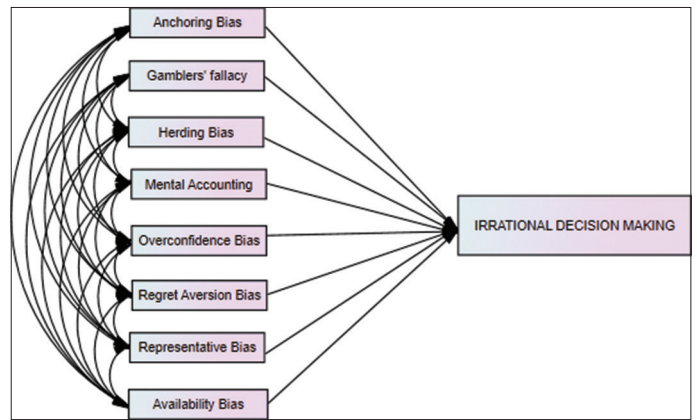 Anchoring Bias
Gamblers' fallacy
Herding Bias
Mental Accounting
Overconfidence Bias
Regret Aversion Bias
Representative Bias
Availability Bias
IRRATIONAL DECISION MAKING